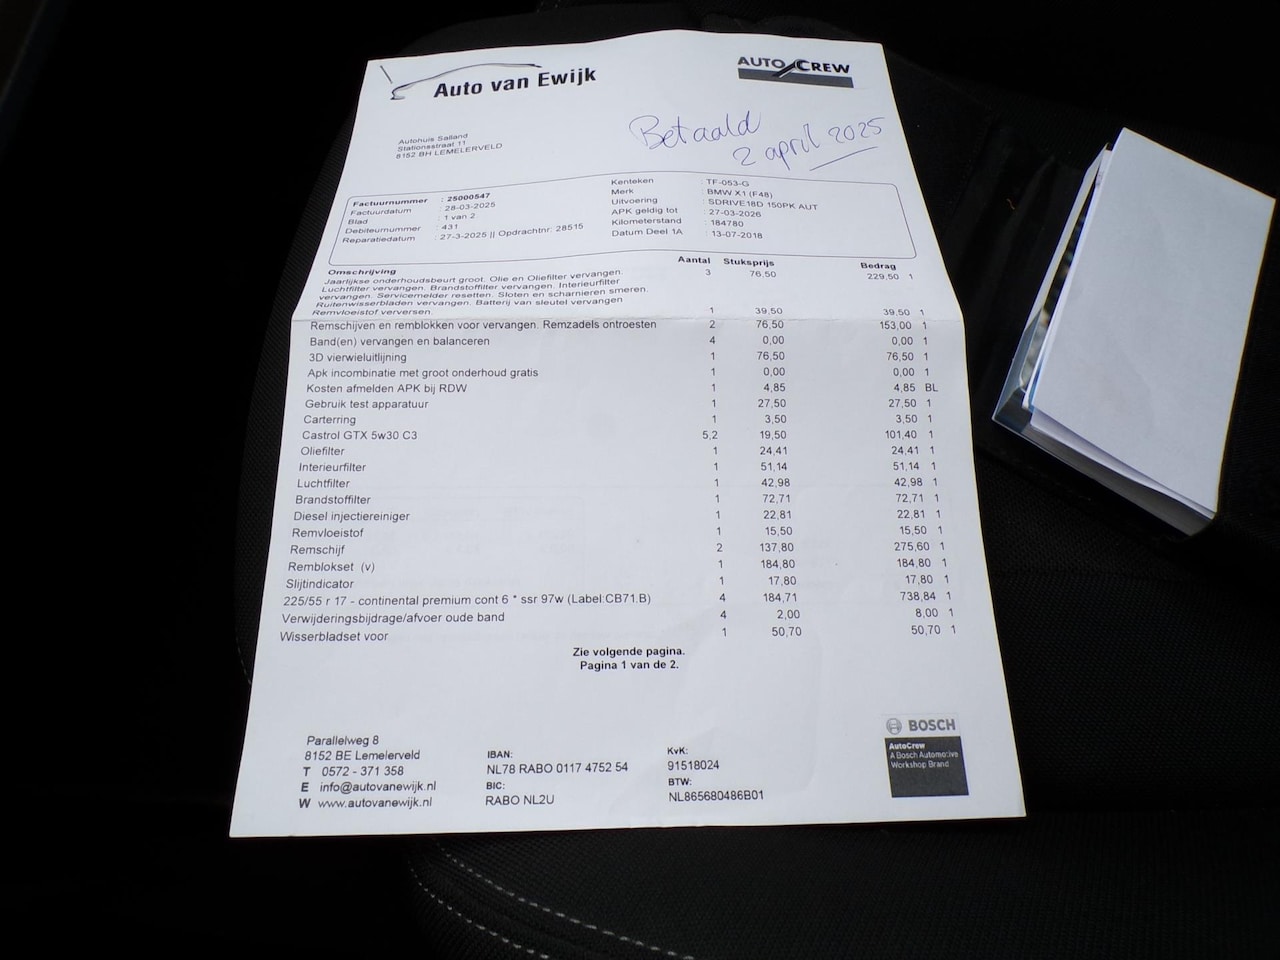 Auto van Ewijk
AUTO CREW
Betaald
2 april 2025
Autohuis Salland
Stationsstraat 11
8152 BH LEMELERVELD
Factuurnummer : 25000547
Factuurdatum : 28-03-2025
Blad : 1 van 2
Debiteurnummer : 431
Reparatiedatum : 27-3-2025 || Opdrachtnr: 28515
Kenteken : TF-053-G
Merk : BMW X1 (F48)
Uitvoering : SDRIVE18D 150PK AUT
APK geldig tot : 27-03-2026
Kilometerstand : 184780
Datum Deel 1A : 13-07-2018
Omschrijving Aantal Stuksprijs Bedrag
Jaarlijkse onderhoudsbeurt groot. Olie en Oliefilter vervangen. 3 76,50 229,50 1
Luchtfilter vervangen. Brandstoffilter vervangen. Interieurfilter
vervangen. Servicemelder resetten. Sloten en scharnieren smeren.
Ruitenwisserbladen vervangen. Batterij van sleutel vervangen
Remvloeistof verversen. 1 39,50 39,50 1
Remschijven en remblokken voor vervangen. Remzadels ontroesten 2 76,50 153,00 1
Band(en) vervangen en balanceren 4 0,00 0,00 1
3D vierwieluitlijning 1 76,50 76,50 1
Apk incombinatie met groot onderhoud gratis 1 0,00 0,00 1
Kosten afmelden APK bij RDW 1 4,85 4,85 BL
Gebruik test apparatuur 1 27,50 27,50 1
Carterring 1 3,50 3,50 1
Castrol GTX 5w30 C3 5,2 19,50 101,40 1
Oliefilter 1 24,41 24,41 1
Interieurfilter 1 51,14 51,14 1
Luchtfilter 1 42,98 42,98 1
Brandstoffilter 1 72,71 72,71 1
Diesel injectiereiniger 1 22,81 22,81 1
Remvloeistof 1 15,50 15,50 1
Remschijf 2 137,80 275,60 1
Remblokset (v) 1 184,80 184,80 1
Slijtindicator 1 17,80 17,80 1
225/55 r 17 - continental premium cont 6 * ssr 97w (Label:CB71.B) 4 184,71 738,84 1
Verwijderingsbijdrage/afvoer oude band 4 2,00 8,00 1
Wisserbladset voor 1 50,70 50,70 1
Zie volgende pagina.
Pagina 1 van de 2.
Parallelweg 8
8152 BE Lemelerveld
T 0572 - 371 358
E info@autovanewijk.nl
W www.autovanewijk.nl
IBAN:
NL78 RABO 0117 4752 54
BIC:
RABO NL2U
KvK:
91518024
BTW:
NL865680486B01
BOSCH
AutoCrew
A Bosch Automotive
Workshop Brand